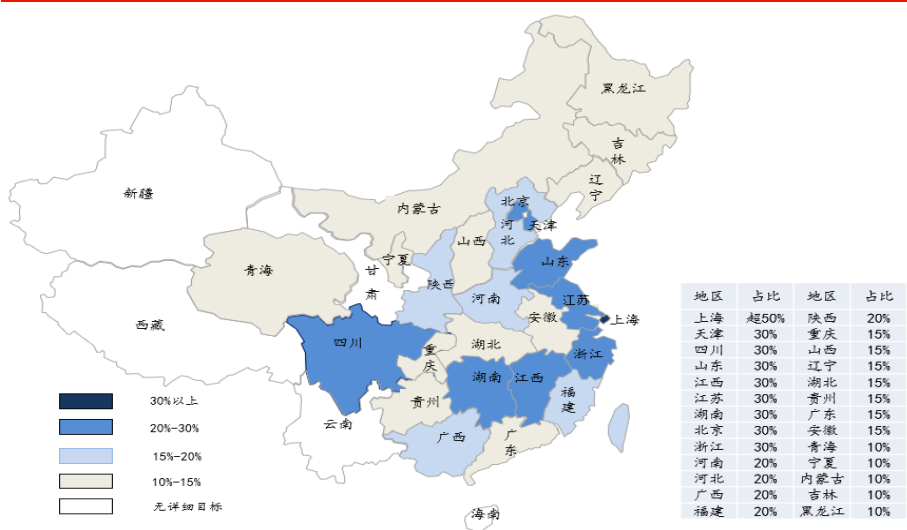 黑龙江
吉林
辽宁
新疆
内蒙古
北京
天津
河北
山西
宁夏
山东
青海
甘肃
陕西
河南
江苏
安徽
上海
西藏
四川
重庆
湖北
浙江
湖南
江西
福建
贵州
云南
广西
广东
海南
30%以上
20%-30%
15%-20%
10%-15%
无详细目标
地区 占比 地区 占比
上海 超50% 陕西 20%
天津 30% 重庆 15%
四川 30% 山西 15%
山东 30% 辽宁 15%
江西 30% 湖北 15%
江苏 30% 贵州 15%
湖南 30% 广东 15%
北京 30% 安徽 15%
浙江 30% 青海 10%
河南 20% 宁夏 10%
河北 20% 内蒙古 10%
广西 20% 吉林 10%
福建 20% 黑龙江 10%